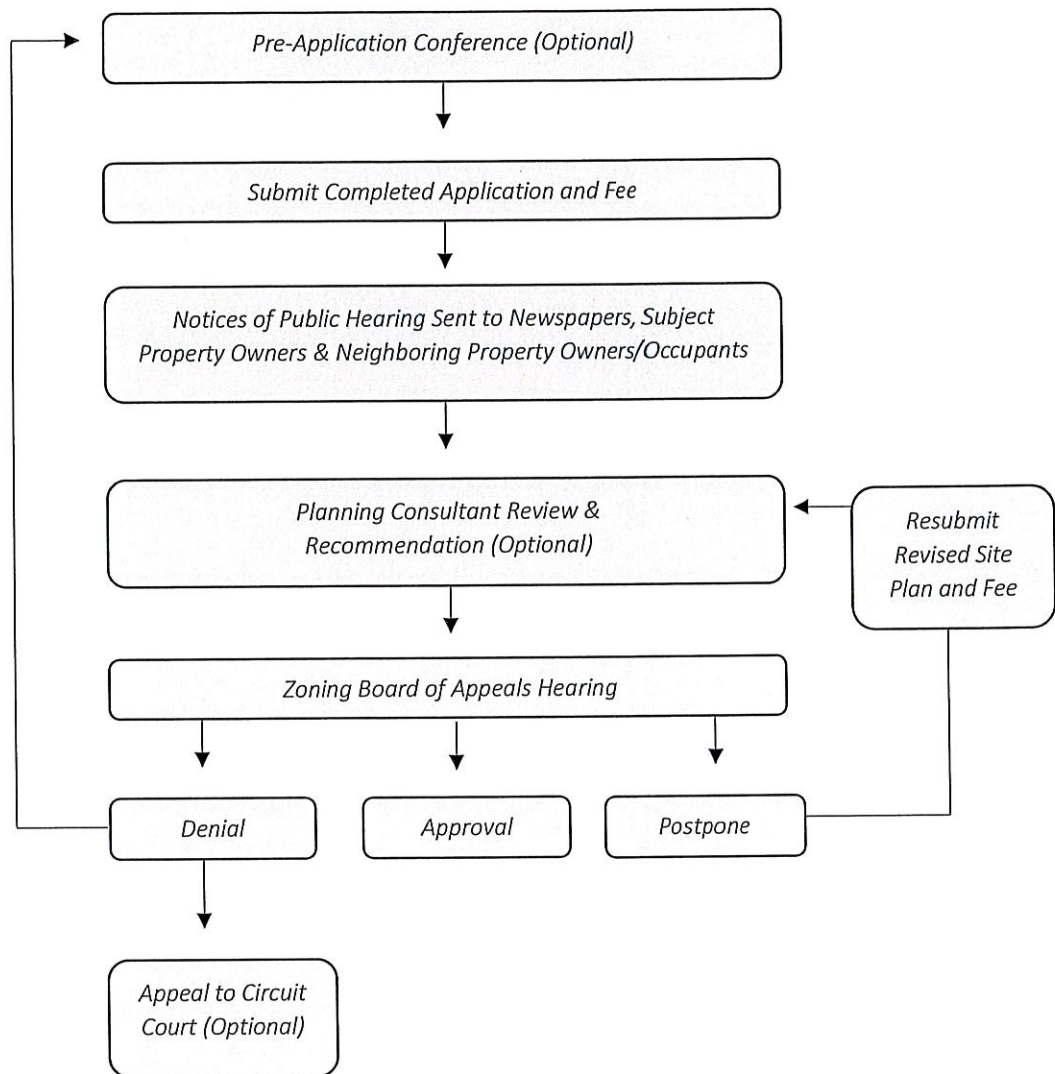 Pre-Application Conference (Optional)
Submit Completed Application and Fee
Notices of Public Hearing Sent to Newspapers, Subject
Property Owners & Neighboring Property Owners/Occupants
Planning Consultant Review &
Recommendation (Optional)
Resubmit
Revised Site
Plan and Fee
Zoning Board of Appeals Hearing
Denial
Approval
Postpone
Appeal to Circuit
Court (Optional)